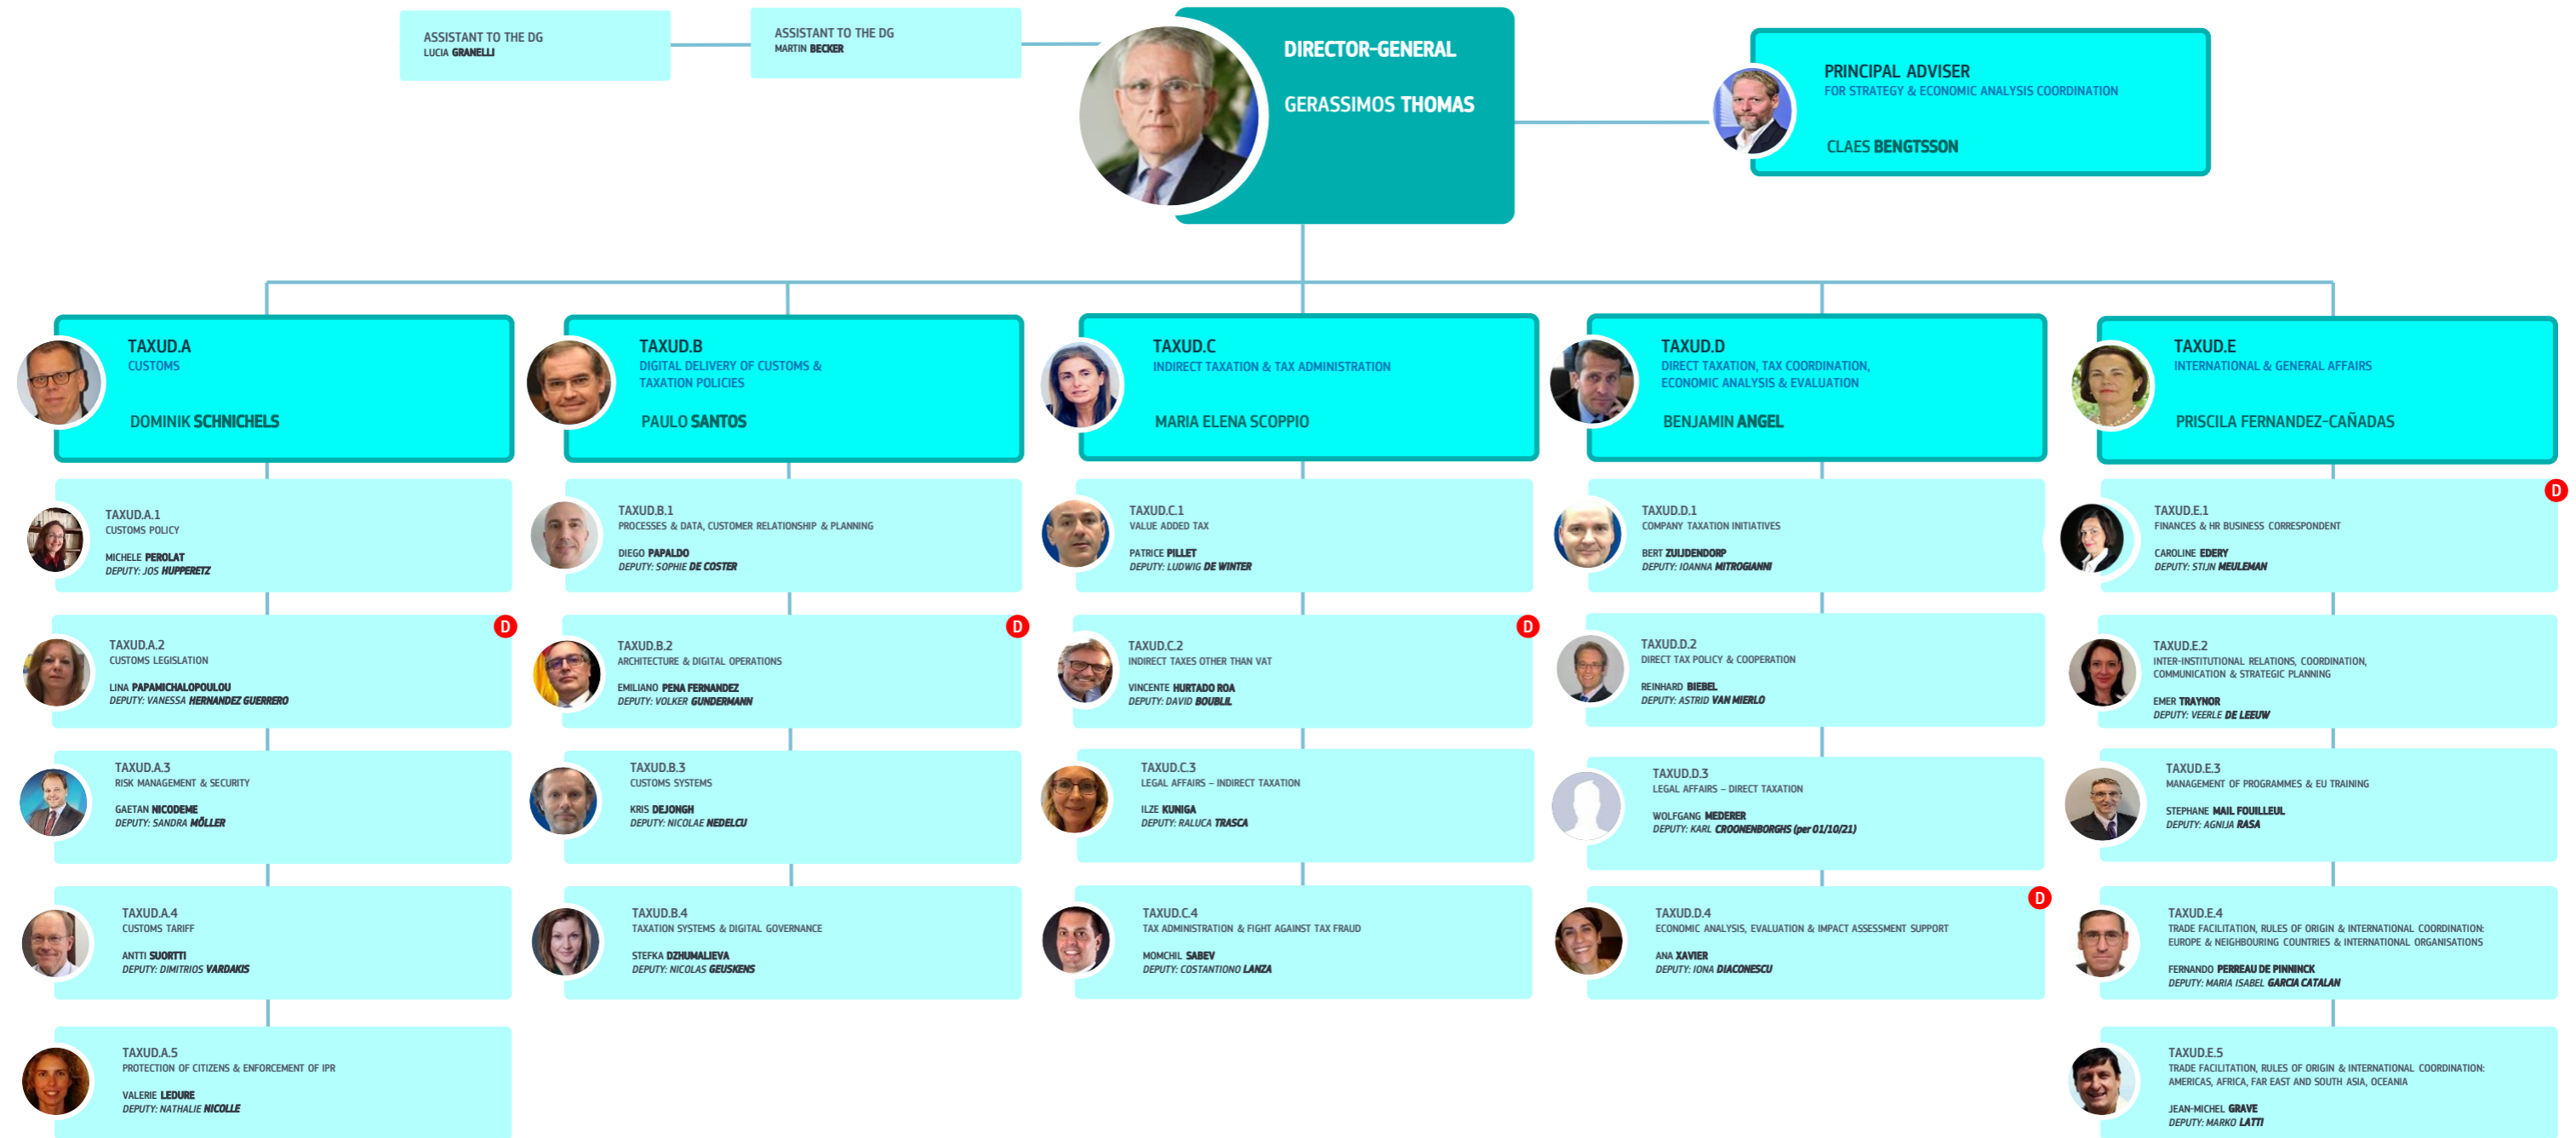 ASSISTANT TO THE DG
LUCIA GRANELLI
ASSISTANT TO THE DG
MARTIN BECKER
DIRECTOR-GENERAL
GERASSIMOS THOMAS
PRINCIPAL ADVISER
FOR STRATEGY & ECONOMIC ANALYSIS COORDINATION
CLAES BENGTSSON
TAXUD.A
CUSTOMS
DOMINIK SCHNICHELS
TAXUD.B
DIGITAL DELIVERY OF CUSTOMS &
TAXATION POLICIES
PAULO SANTOS
TAXUD.C
INDIRECT TAXATION & TAX ADMINISTRATION
MARIA ELENA SCOPPIO
TAXUD.D
DIRECT TAXATION, TAX COORDINATION,
ECONOMIC ANALYSIS & EVALUATION
BENJAMIN ANGEL
TAXUD.E
INTERNATIONAL & GENERAL AFFAIRS
PRISCILA FERNANDEZ-CAÑADAS
TAXUD.A.1
CUSTOMS POLICY
MICHELE PEROLAT
DEPUTY: JOS HUPPERETZ
TAXUD.B.1
PROCESSES & DATA, CUSTOMER RELATIONSHIP & PLANNING
DIEGO PAPALDO
DEPUTY: SOPHIE DE COSTER
TAXUD.C.1
VALUE ADDED TAX
PATRICE PILLET
DEPUTY: LUDWIG DE WINTER
TAXUD.D.1
COMPANY TAXATION INITIATIVES
BERT ZUIJDENDORP
DEPUTY: IOANNA MITROGIANNI
D
TAXUD.E.1
FINANCES & HR BUSINESS CORRESPONDENT
CAROLINE EDERY
DEPUTY: STIJN MEULEMAN
D
TAXUD.A.2
CUSTOMS LEGISLATION
LINA PAPAMICHALOPOULOU
DEPUTY: VANESSA HERNANDEZ GUERRERO
D
TAXUD.B.2
ARCHITECTURE & DIGITAL OPERATIONS
EMILIANO PENA FERNANDEZ
DEPUTY: VOLKER GUNDERMANN
D
TAXUD.C.2
INDIRECT TAXES OTHER THAN VAT
VINCENTE HURTADO ROA
DEPUTY: DAVID BOUBLIL
TAXUD.D.2
DIRECT TAX POLICY & COOPERATION
REINHARD BIEBEL
DEPUTY: ASTRID VAN MIERLO
TAXUD.E.2
INTER-INSTITUTIONAL RELATIONS, COORDINATION,
COMMUNICATION & STRATEGIC PLANNING
EMER TRAYNOR
DEPUTY: VEERLE DE LEEUW
TAXUD.A.3
RISK MANAGEMENT & SECURITY
GAETAN NICODEME
DEPUTY: SANDRA MÖLLER
TAXUD.B.3
CUSTOMS SYSTEMS
KRIS DEJONGH
DEPUTY: NICOLAE NEDELCU
TAXUD.C.3
LEGAL AFFAIRS – INDIRECT TAXATION
ILZE KUNIGA
DEPUTY: RALUCA TRASCA
TAXUD.D.3
LEGAL AFFAIRS – DIRECT TAXATION
WOLFGANG MEDERER
DEPUTY: KARL CROONENBORGHS (per 01/10/21)
TAXUD.E.3
MANAGEMENT OF PROGRAMMES & EU TRAINING
STEPHANE MAIL FOUILLEUL
DEPUTY: AGNIJA RASA
TAXUD.A.4
CUSTOMS TARIFF
ANTTI SUORTTI
DEPUTY: DIMITRIOS VARDAKIS
TAXUD.B.4
TAXATION SYSTEMS & DIGITAL GOVERNANCE
STEFKA DZHUMALIEVA
DEPUTY: NICOLAS GEUSKENS
TAXUD.C.4
TAX ADMINISTRATION & FIGHT AGAINST TAX FRAUD
MOMCHIL SABEV
DEPUTY: COSTANTIONO LANZA
D
TAXUD.D.4
ECONOMIC ANALYSIS, EVALUATION & IMPACT ASSESSMENT SUPPORT
ANA XAVIER
DEPUTY: IONA DIACONESCU
TAXUD.E.4
TRADE FACILITATION, RULES OF ORIGIN & INTERNATIONAL COORDINATION:
EUROPE & NEIGHBOURING COUNTRIES & INTERNATIONAL ORGANISATIONS
FERNANDO PERREAU DE PINNINCK
DEPUTY: MARIA ISABEL GARCIA CATALAN
TAXUD.A.5
PROTECTION OF CITIZENS & ENFORCEMENT OF IPR
VALERIE LEDURE
DEPUTY: NATHALIE NICOLLE
TAXUD.E.5
TRADE FACILITATION, RULES OF ORIGIN & INTERNATIONAL COORDINATION:
AMERICAS, AFRICA, FAR EAST AND SOUTH ASIA, OCEANIA
JEAN-MICHEL GRAVE
DEPUTY: MARKO LATTI